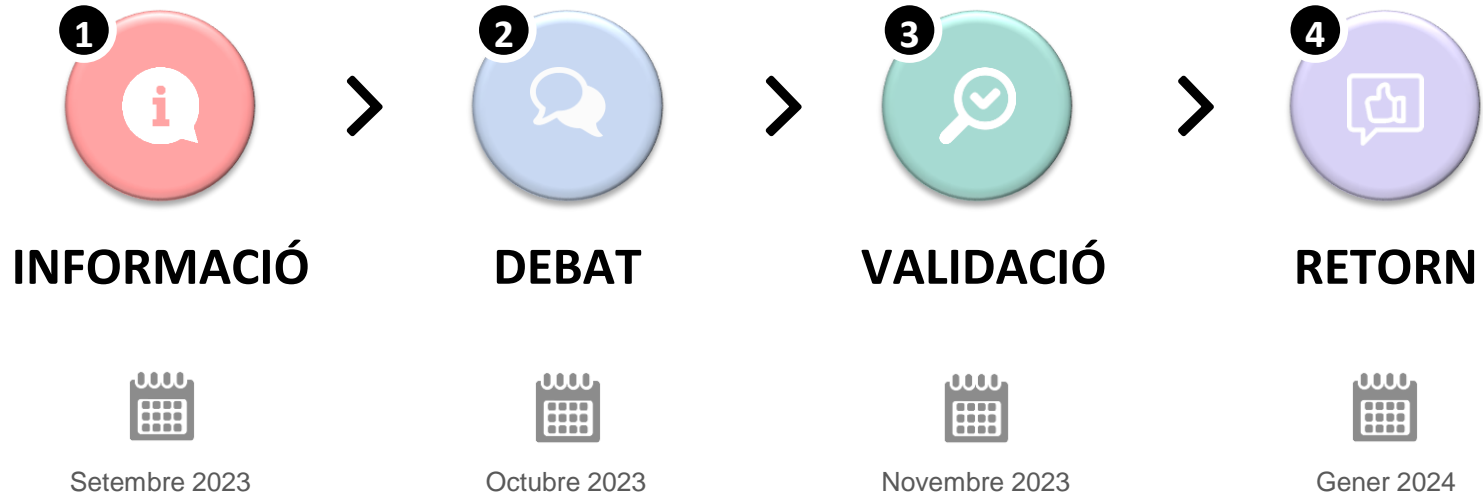 1
2
3
4
INFORMACIÓ
DEBAT
VALIDACIÓ
RETORN
Setembre 2023
Octubre 2023
Novembre 2023
Gener 2024